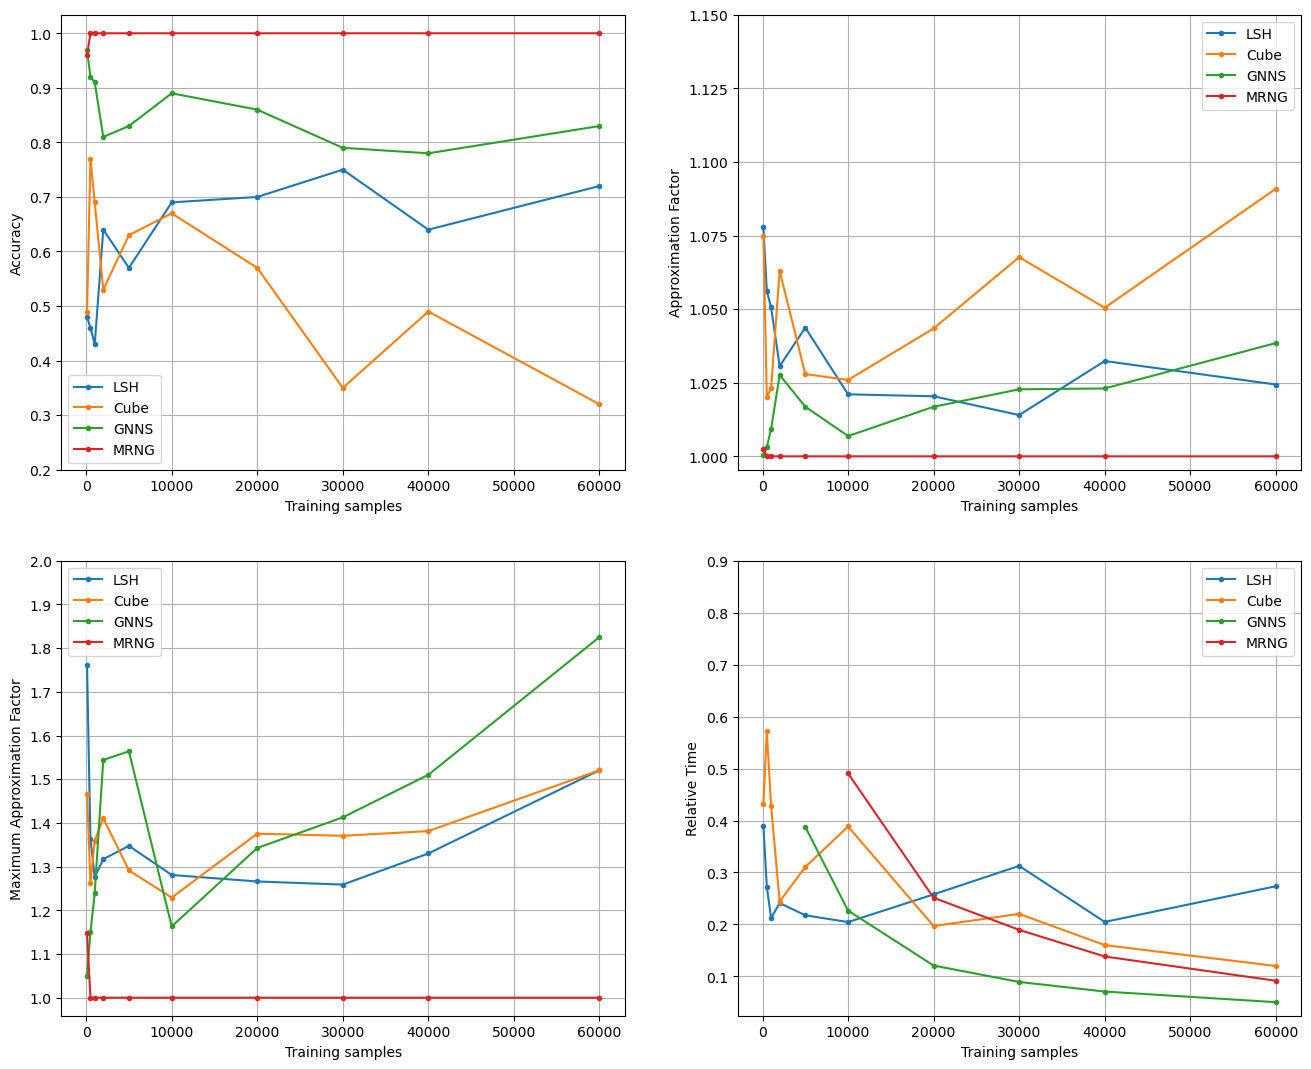 1.0
0.9
0.8
0.7
0.6
0.5
0.4
0.3
0.2
Accuracy
LSH
Cube
GNNS
MRNG
0 10000 20000 30000 40000 50000 60000
Training samples
1.150
1.125
1.100
1.075
1.050
1.025
1.000
Approximation Factor
LSH
Cube
GNNS
MRNG
0 10000 20000 30000 40000 50000 60000
Training samples
2.0
1.9
1.8
1.7
1.6
1.5
1.4
1.3
1.2
1.1
1.0
Maximum Approximation Factor
LSH
Cube
GNNS
MRNG
0 10000 20000 30000 40000 50000 60000
Training samples
0.9
0.8
0.7
0.6
0.5
0.4
0.3
0.2
0.1
Relative Time
LSH
Cube
GNNS
MRNG
0 10000 20000 30000 40000 50000 60000
Training samples